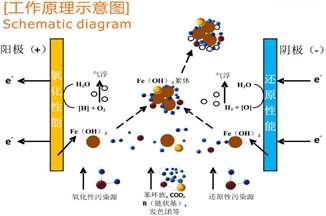 [工作原理示意图]
Schematic diagram
阳极 (+)
阴极 (-)
氧化性能
还原性能
e-
e-
e-
e-
气浮
气浮
H2O
H2O
[H] + O2
H2 + [O]
Fe（OH）3絮体
Fe（OH）2
Fe（OH）2
氧化性污染源
苯环族, COD,
R（链状基）,
发色团等
还原性污染源